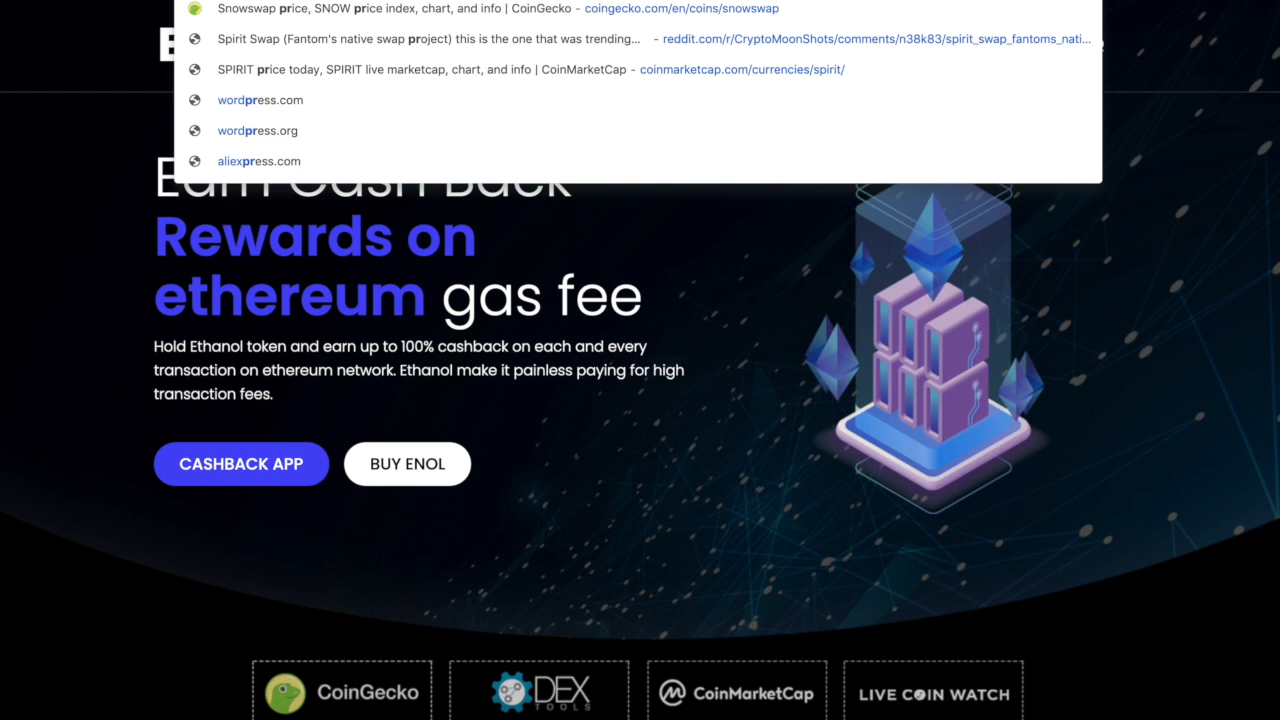 Snowswap price, SNOW price index, chart, and info | CoinGecko - coingecko.com/en/coins/snowswap
Spirit Swap (Fantom's native swap project) this is the one that was trending... - reddit.com/r/CryptoMoonShots/comments/n38k83/spirit_swap_fantoms_nati...
SPIRIT price today, SPIRIT live marketcap, chart, and info | CoinMarketCap - coinmarketcap.com/currencies/spirit/
wordpress.com
wordpress.org
aliexpress.com
Earn Cash Back
Rewards on
ethereum gas fee
Hold Ethanol token and earn up to 100% cashback on each and every
transaction on ethereum network. Ethanol make it painless paying for high
transaction fees.
CASHBACK APP BUY ENOL
CoinGecko DEX TOOLS CoinMarketCap LIVE COIN WATCH